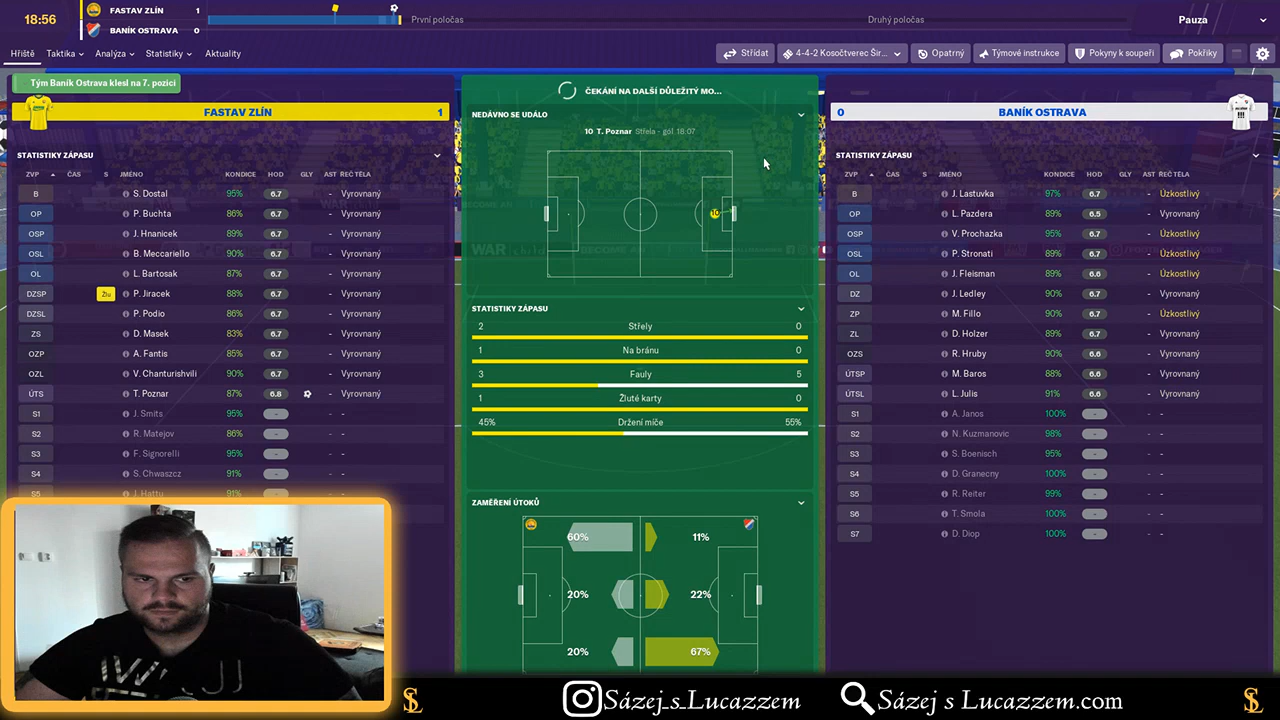 18:56
FASTAV ZLÍN 1
BANÍK OSTRAVA 0
První poločas
Druhý poločas
Pauza
Hřiště Taktika Analýza Statistiky Aktuality
Střídat 4-4-2 Kosočtverec Šir... Opatrný Týmové instrukce Pokyny k soupeři Pokřiky
Tým Baník Ostrava klesl na 7. pozici
FASTAV ZLÍN 1
STATISTIKY ZÁPASU
ZVP ČAS S JMÉNO KONDICE HOD GLY AST ŘEČ TĚLA
B S. Dostal 95% 6.7 - Vyrovnaný
OP P. Buchta 86% 6.7 - Vyrovnaný
OSP J. Hnanicek 89% 6.7 - Vyrovnaný
OSL B. Meccariello 90% 6.7 - Vyrovnaný
OL L. Bartosak 87% 6.7 - Vyrovnaný
DZSP Žlu P. Jiracek 88% 6.7 - Vyrovnaný
DZSL P. Podio 86% 6.7 - Vyrovnaný
ZS D. Masek 83% 6.7 - Vyrovnaný
OZP A. Fantis 85% 6.7 - Vyrovnaný
OZL V. Chanturishvili 90% 6.7 - Vyrovnaný
ÚTS T. Poznar 87% 6.8 - Vyrovnaný
S1 J. Smits 95% - - -
S2 R. Matejov 86% - - -
S3 F. Signorelli 95% - - -
S4 S. Chwaszcz 91% - - -
S5 J. Hattu 91% - - -
ČEKÁNÍ NA DALŠÍ DŮLEŽITÝ MO...
NEDÁVNO SE UDÁLO
10 T. Poznar Střela - gól 18:07
10
STATISTIKY ZÁPASU
2 Střely 0
1 Na bránu 0
3 Fauly 5
1 Žluté karty 0
45% Držení míče 55%
ZAMĚŘENÍ ÚTOKŮ
60% 11%
20% 22%
20% 67%
0 BANÍK OSTRAVA
STATISTIKY ZÁPASU
ZVP ČAS S JMÉNO KONDICE HOD GLY AST ŘEČ TĚLA
B J. Lastuvka 97% 6.7 - Úzkostlivý
OP L. Pazdera 89% 6.5 - Vyrovnaný
OSP V. Prochazka 95% 6.7 - Úzkostlivý
OSL P. Stronati 89% 6.7 - Úzkostlivý
OL J. Fleisman 89% 6.6 - Úzkostlivý
DZ J. Ledley 90% 6.7 - Vyrovnaný
ZP M. Fillo 90% 6.7 - Úzkostlivý
ZL D. Holzer 89% 6.7 - Vyrovnaný
OZS R. Hruby 90% 6.6 - Vyrovnaný
ÚTSP M. Baros 88% 6.6 - Vyrovnaný
ÚTSL L. Julis 91% 6.6 - Vyrovnaný
S1 A. Janos 100% - - -
S2 N. Kuzmanovic 98% - - -
S3 S. Boenisch 95% - - -
S4 D. Granecny 100% - - -
S5 R. Reiter 99% - - -
S6 T. Smola 100% - - -
S7 D. Diop 100% - - -
Sázej_s_Lucazzem
Sázej s Lucazzem.com